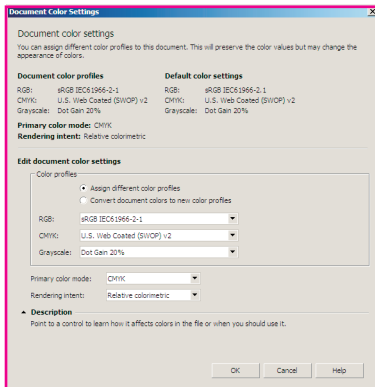 Document Color Settings
Document color settings
You can assign different color profiles to this document. This will preserve the color values but may change the
appearance of colors.
Document color profiles Default color settings
RGB: sRGB IEC61966-2-1 RGB: sRGB IEC61966-2.1
CMYK: U.S. Web Coated (SWOP) v2 CMYK: U.S. Web Coated (SWOP) v2
Grayscale: Dot Gain 20% Grayscale: Dot Gain 20%
Primary color mode: CMYK
Rendering intent: Relative colorimetric
Edit document color settings
Color profiles
Assign different color profiles
Convert document colors to new color profiles
RGB: sRGB IEC61966-2-1
CMYK: U.S. Web Coated (SWOP) v2
Grayscale: Dot Gain 20%
Primary color mode: CMYK
Rendering intent: Relative colorimetric
Description
Point to a control to learn how it affects colors in the file or when you should use it.
OK Cancel Help